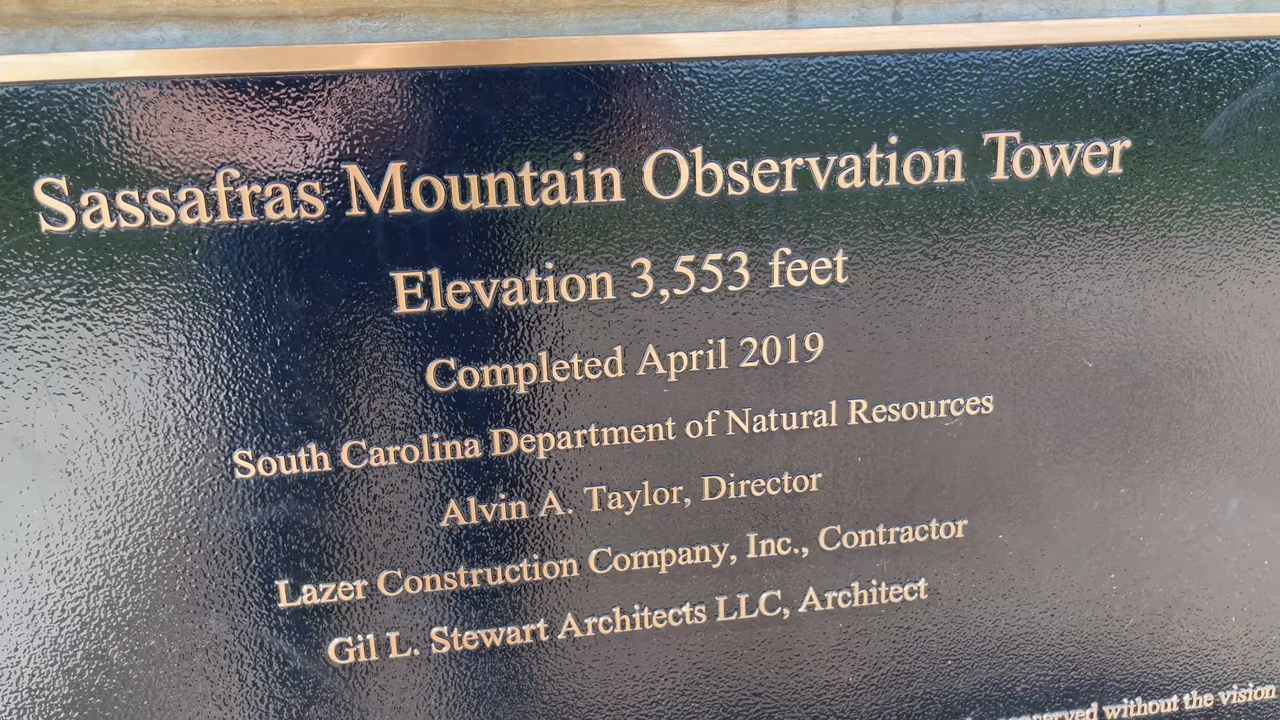 Sassafras Mountain Observation Tower
Elevation 3,553 feet
Completed April 2019
South Carolina Department of Natural Resources
Alvin A. Taylor, Director
Lazer Construction Company, Inc., Contractor
Gil L. Stewart Architects LLC, Architect
without the vision